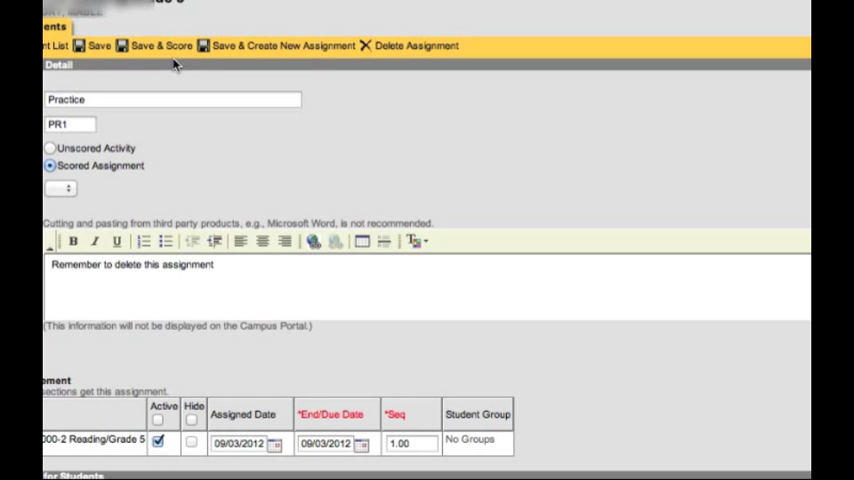 ents
nt List Save Save & Score Save & Create New Assignment Delete Assignment
Detail
Practice
PR1
Unscored Activity
Scored Assignment
Cutting and pasting from third party products, e.g., Microsoft Word, is not recommended.
B I U T
Remember to delete this assignment
(This information will not be displayed on the Campus Portal.)
ement
sections get this assignment.
Active Hide Assigned Date *End/Due Date *Seq Student Group
000-2 Reading/Grade 5 09/03/2012 09/03/2012 1.00 No Groups
for Students